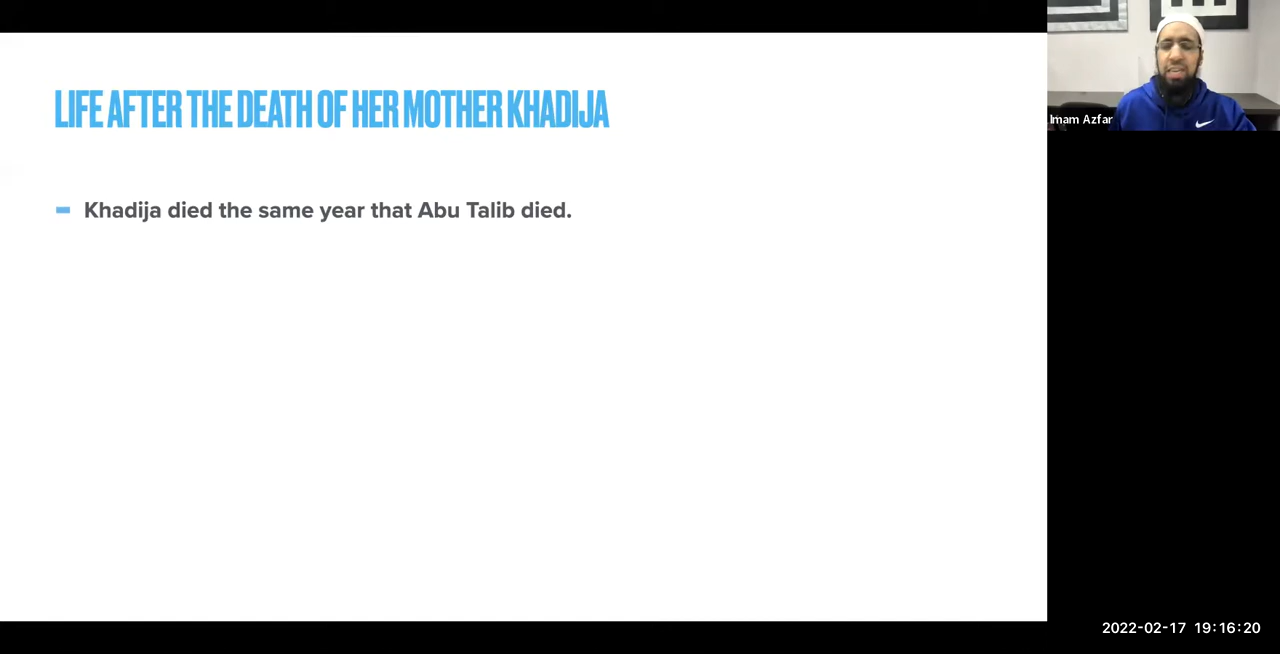 LIFE AFTER THE DEATH OF HER MOTHER KHADIJA
Khadija died the same year that Abu Talib died.
Imam Azfar
2022-02-17 19:16:20